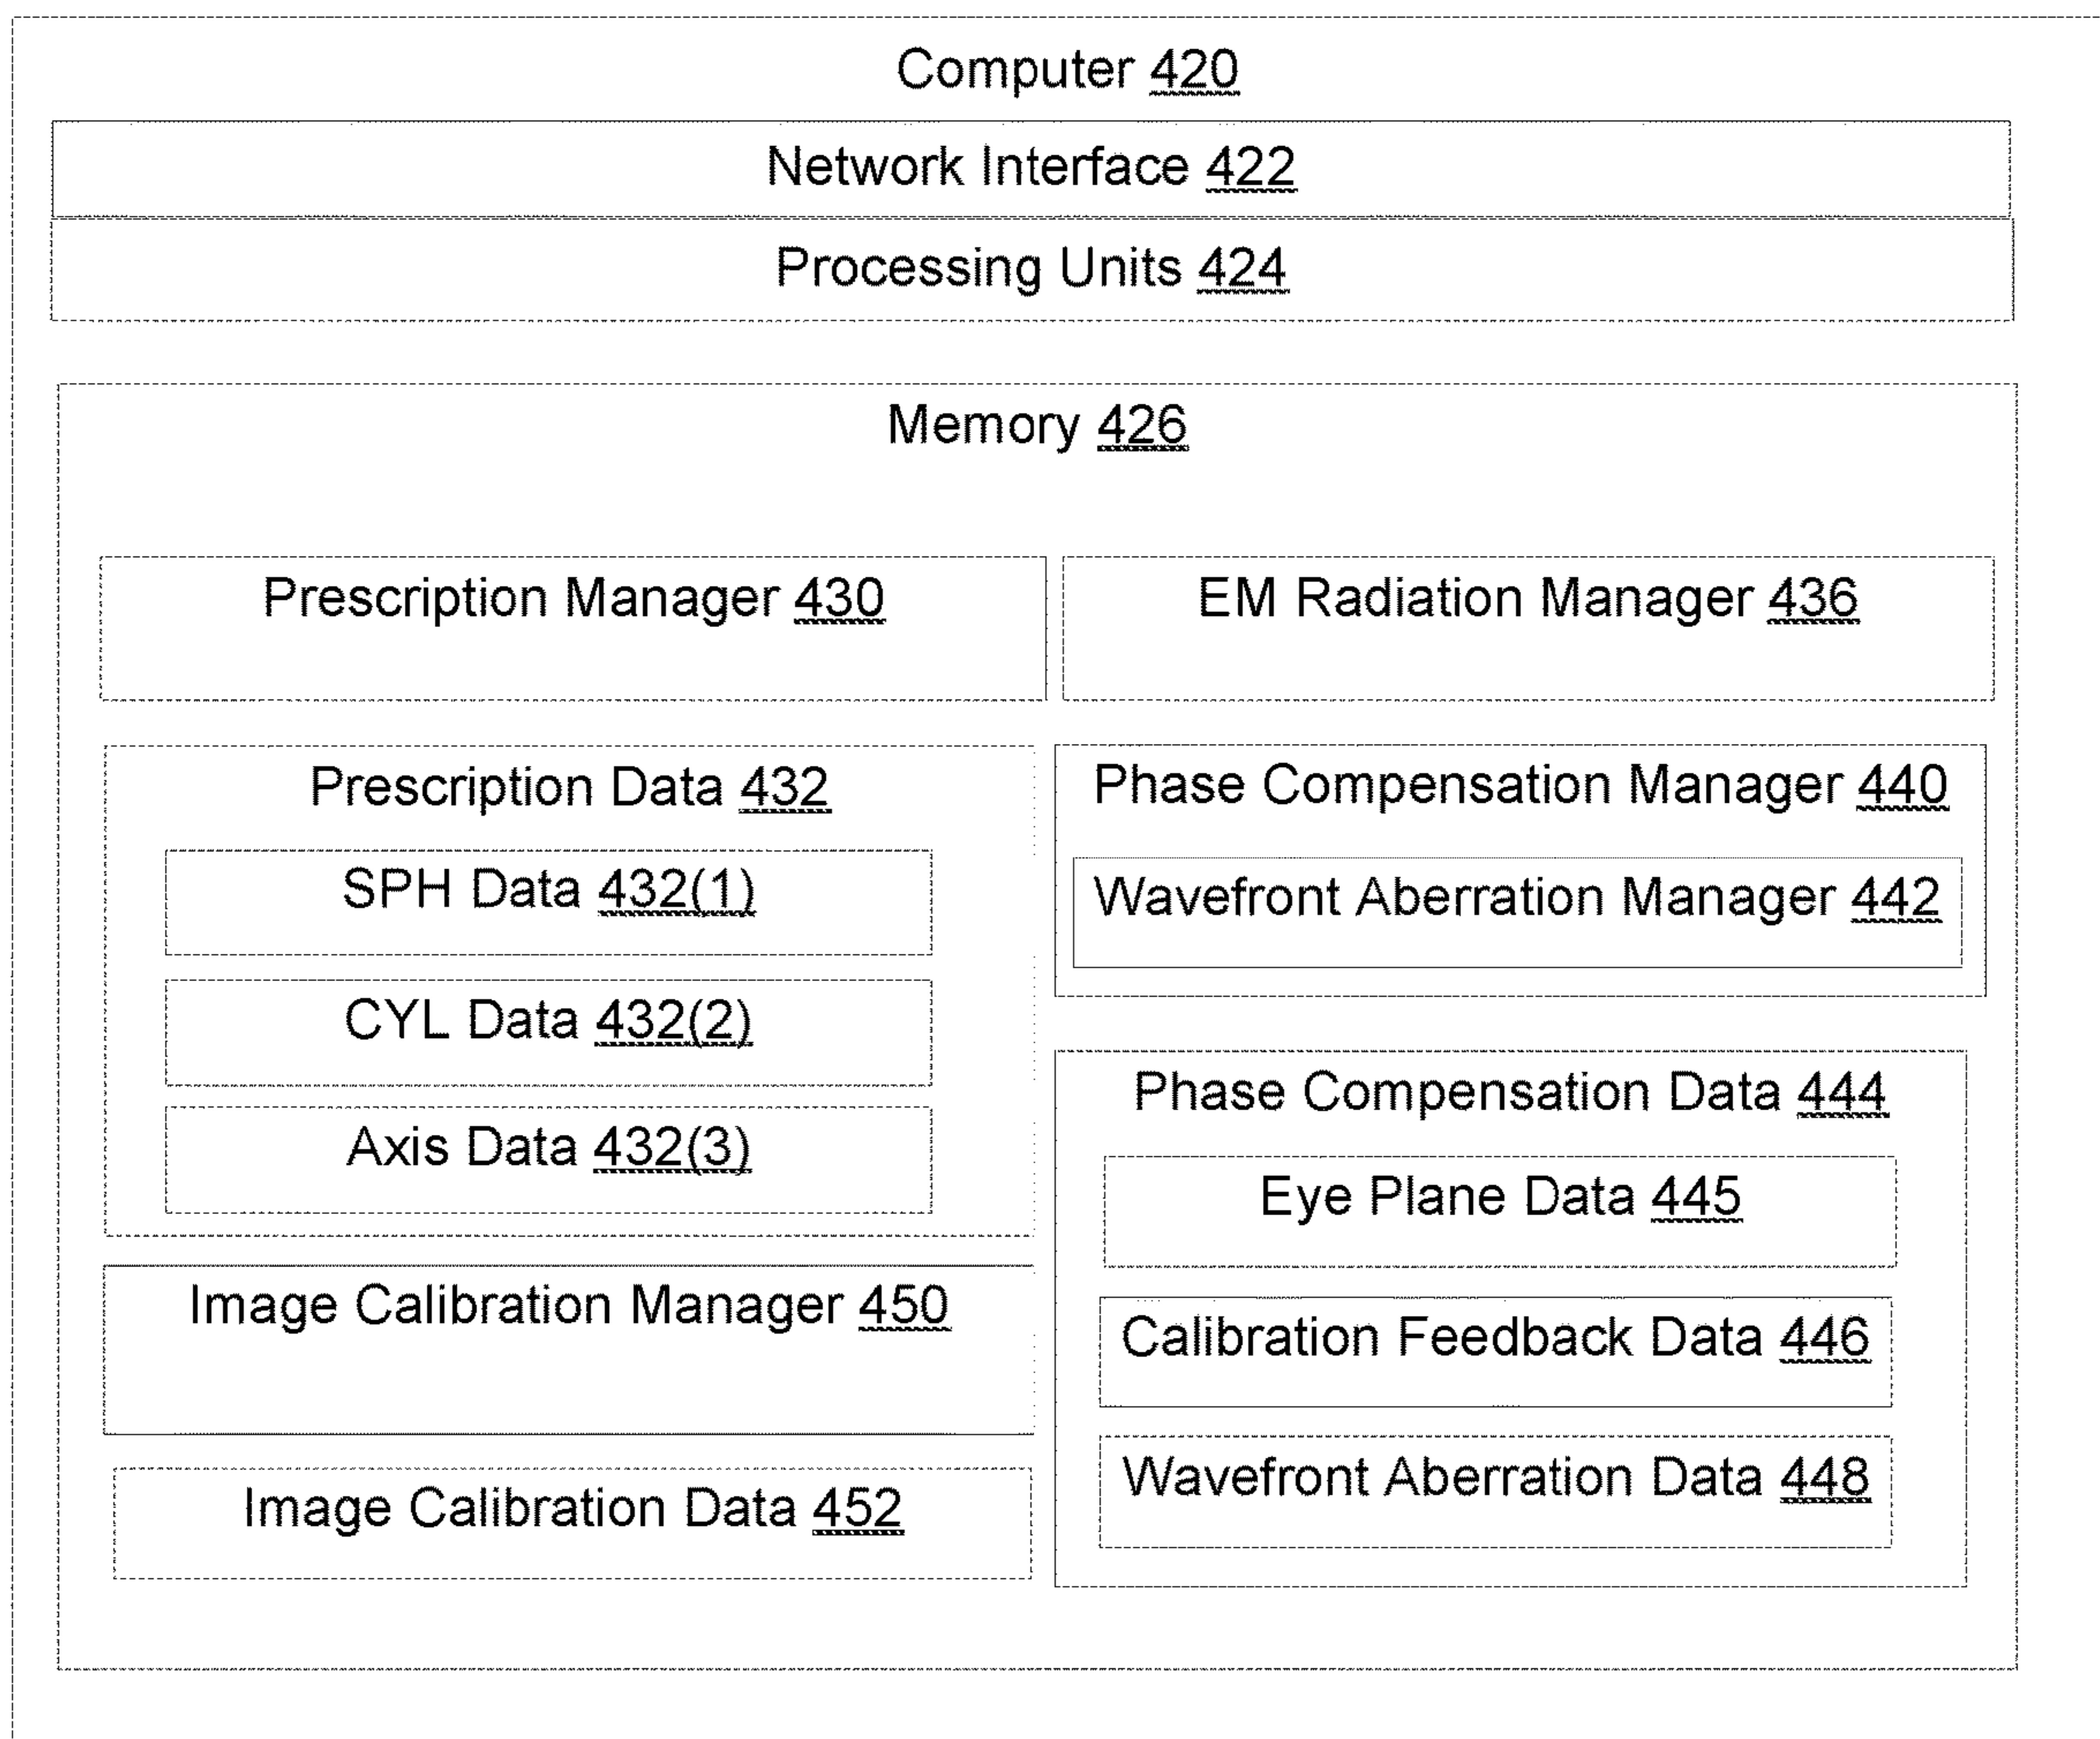 Computer 420
Network Interface 422
Processing Units 424
Memory 426
Prescription Manager 430
EM Radiation Manager 436
Prescription Data 432
SPH Data 432(1)
CYL Data 432(2)
Axis Data 432(3)
Phase Compensation Manager 440
Wavefront Aberration Manager 442
Phase Compensation Data 444
Eye Plane Data 445
Calibration Feedback Data 446
Wavefront Aberration Data 448
Image Calibration Manager 450
Image Calibration Data 452